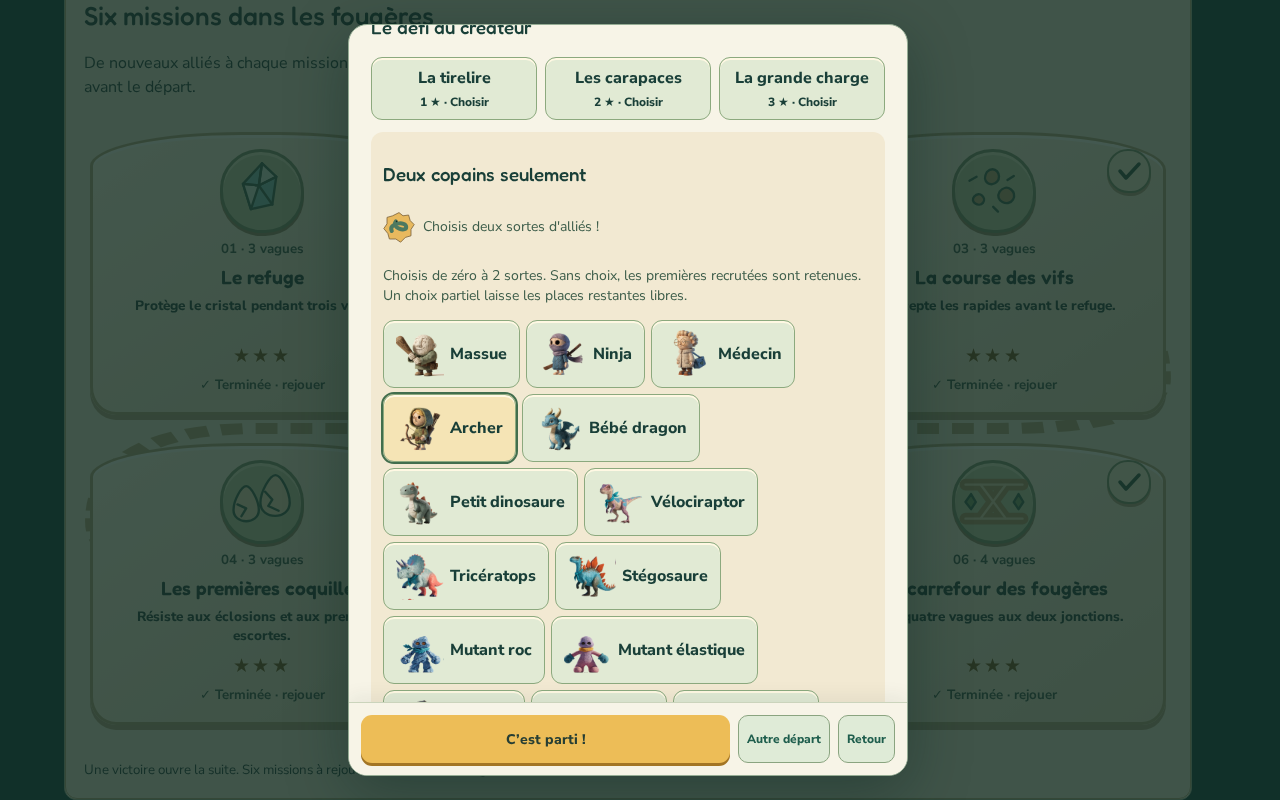 Six missions dans les fougères
De nouveaux alliés à chaque mission
avant le départ.
01 · 3 vagues
Le refuge
Protège le cristal pendant trois v
★★★
✓ Terminée · rejouer
04 · 3 vagues
Les premières coquille
Résiste aux éclosions et aux pre
escortes.
★★★
✓ Terminée · rejouer
Une victoire ouvre la suite. Six missions à rejou
Le défi du créateur
La tirelire
1 ★ · Choisir
Les carapaces
2 ★ · Choisir
La grande charge
3 ★ · Choisir
Deux copains seulement
Choisis deux sortes d'alliés !
Choisis de zéro à 2 sortes. Sans choix, les premières recrutées sont retenues.
Un choix partiel laisse les places restantes libres.
Massue
Ninja
Médecin
Archer
Bébé dragon
Petit dinosaure
Vélociraptor
Tricératops
Stégosaure
Mutant roc
Mutant élastique
C'est parti !
Autre départ
Retour
03 · 3 vagues
La course des vifs
epte les rapides avant le refuge.
★★★
✓ Terminée · rejouer
06 · 4 vagues
carrefour des fougères
quatre vagues aux deux jonctions.
★★★
✓ Terminée · rejouer